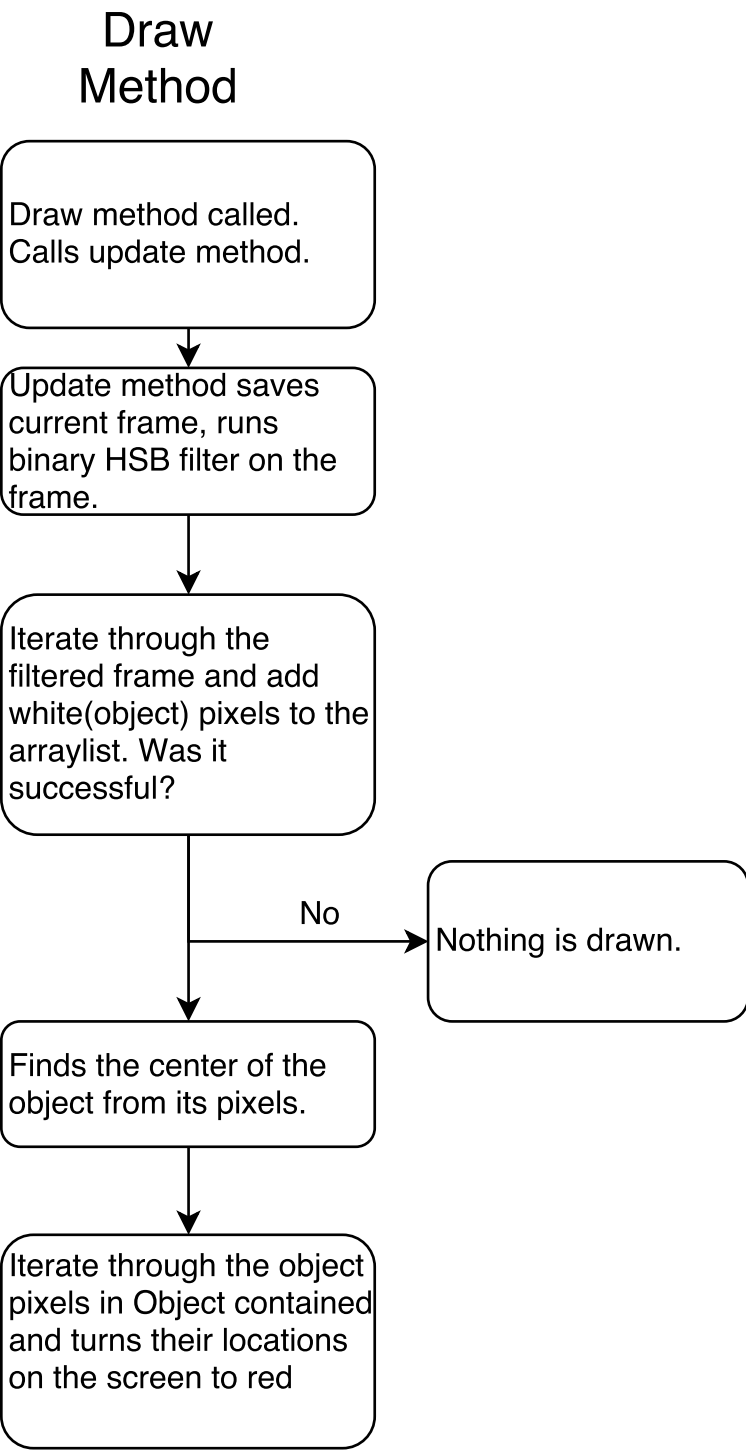 Draw
Method
Draw method called.
Calls update method.
Update method saves
current frame, runs
binary HSB filter on the
frame.
Iterate through the
filtered frame and add
white(object) pixels to the
arraylist. Was it
successful?
No
Nothing is drawn.
Finds the center of the
object from its pixels.
Iterate through the object
pixels in Object contained
and turns their locations
on the screen to red